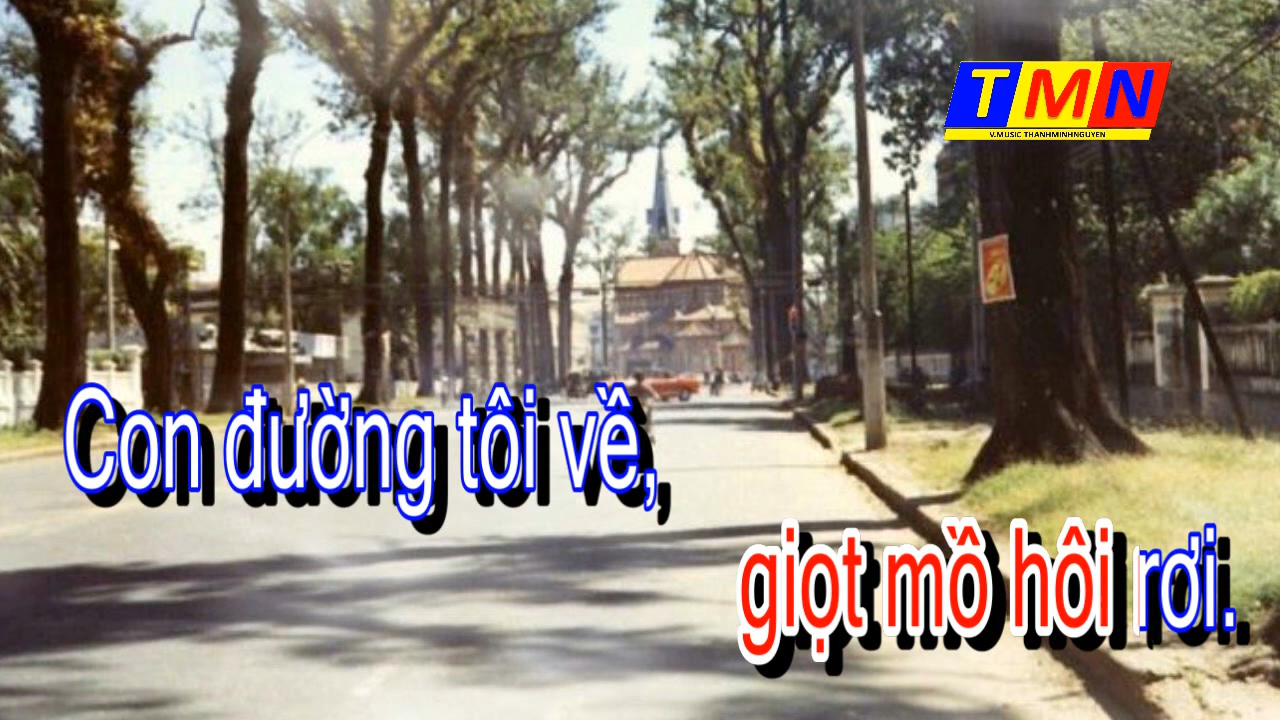 TMN
V.MUSIC THANHMINHNGUYEN
Con đường tôi về,
giọt mồ hôi rơi.